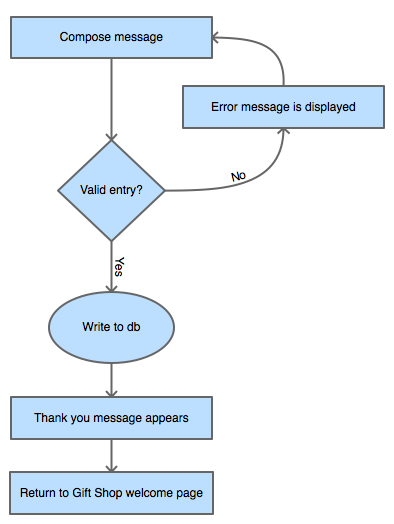 Compose message
Error message is displayed
Valid entry?
No
Yes
Write to db
Thank you message appears
Return to Gift Shop welcome page